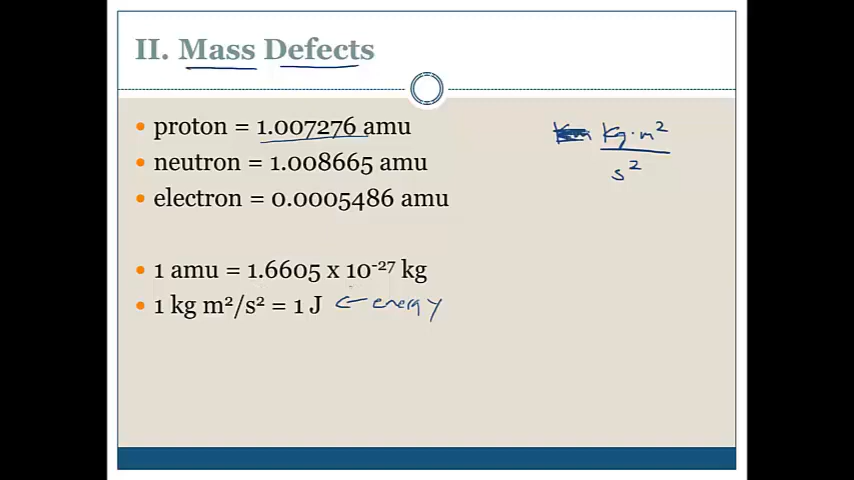 II. Mass Defects
• proton = 1.007276 amu
• neutron = 1.008665 amu
• electron = 0.0005486 amu
kg·m²
s²
• 1 amu = 1.6605 x 10⁻²⁷ kg
• 1 kg m²/s² = 1 J ← energy